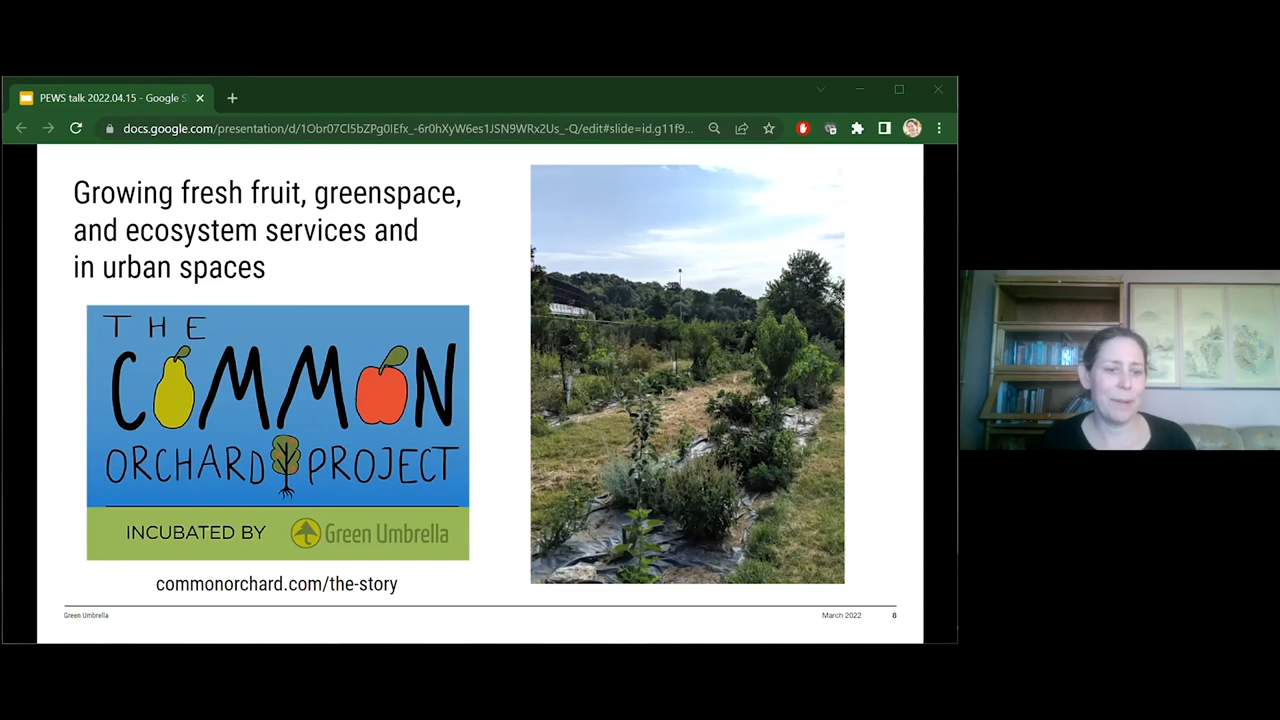 PEWS talk 2022.04.15 - Google S
docs.google.com/presentation/d/1Obr07Cl5bZPg0lEfx_-6r0hXyW6es1JSN9WRx2Us_-Q/edit#slide=id.g11f9...
Growing fresh fruit, greenspace,
and ecosystem services and
in urban spaces
THE
COMMON
ORCHARD PROJECT
INCUBATED BY Green Umbrella
commonorchard.com/the-story
Green Umbrella March 2022 8